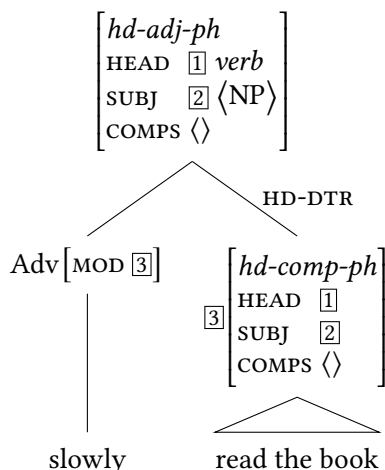 hd-adj-ph
HEAD 1 verb
SUBJ 2 ⟨NP⟩
COMPS ⟨⟩
HD-DTR
Adv[MOD 3]
3
hd-comp-ph
HEAD 1
SUBJ 2
COMPS ⟨⟩
slowly read the book